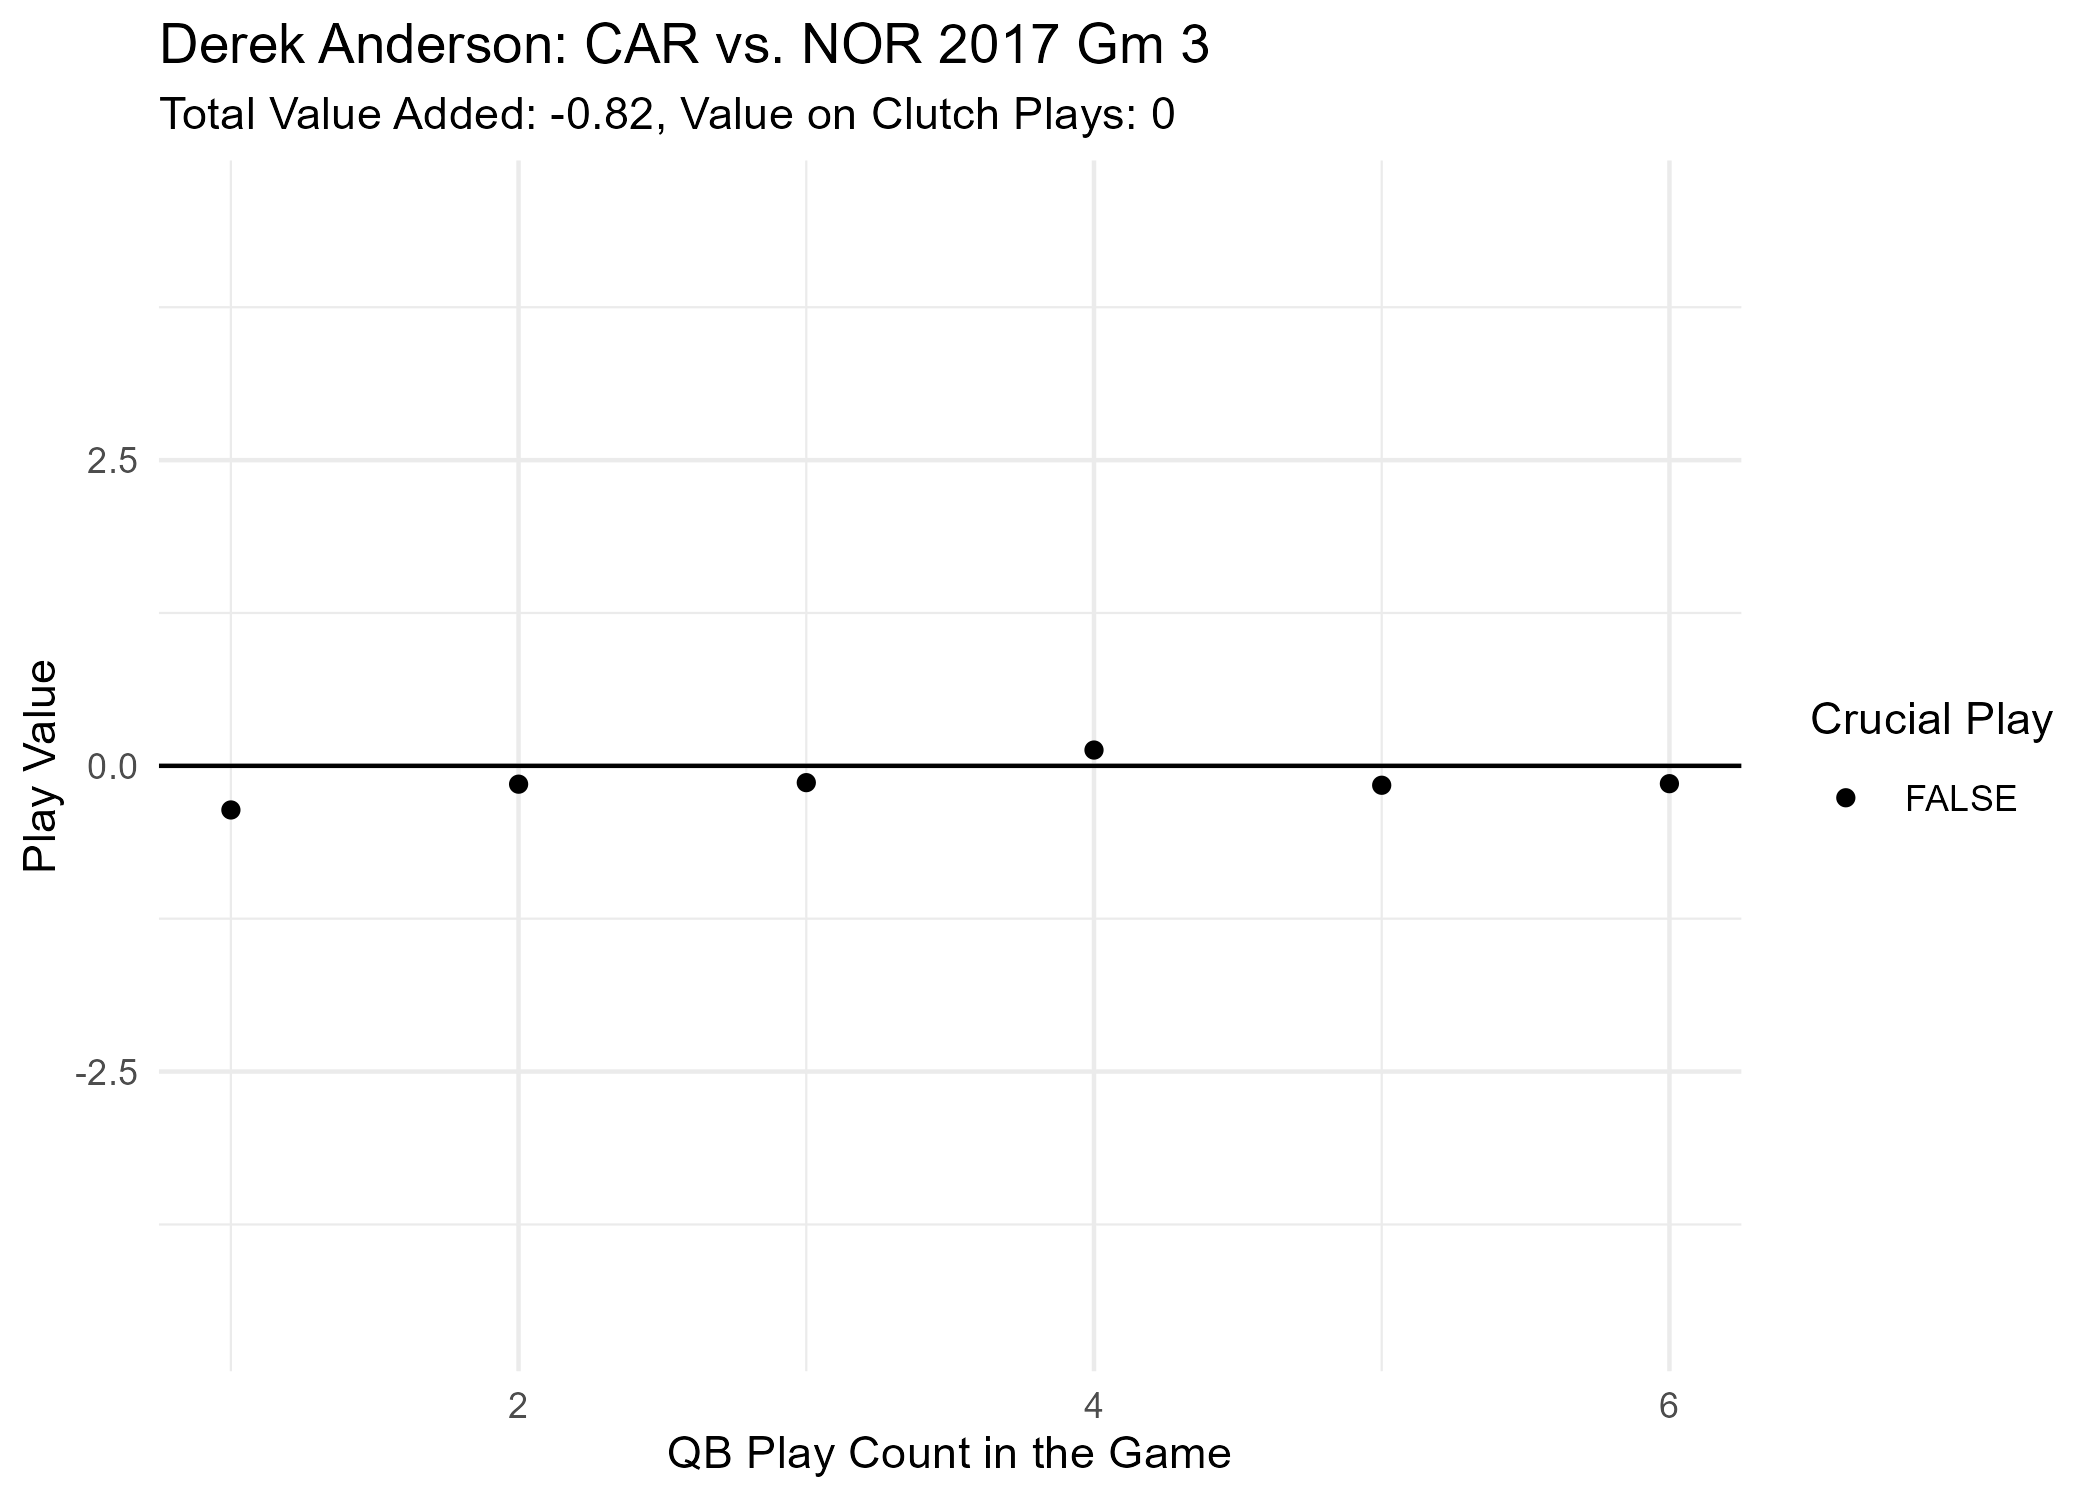 Derek Anderson: CAR vs. NOR 2017 Gm 3
Total Value Added: -0.82, Value on Clutch Plays: 0
2.5
0.0
-2.5
Play Value
2
4
6
QB Play Count in the Game
Crucial Play
FALSE